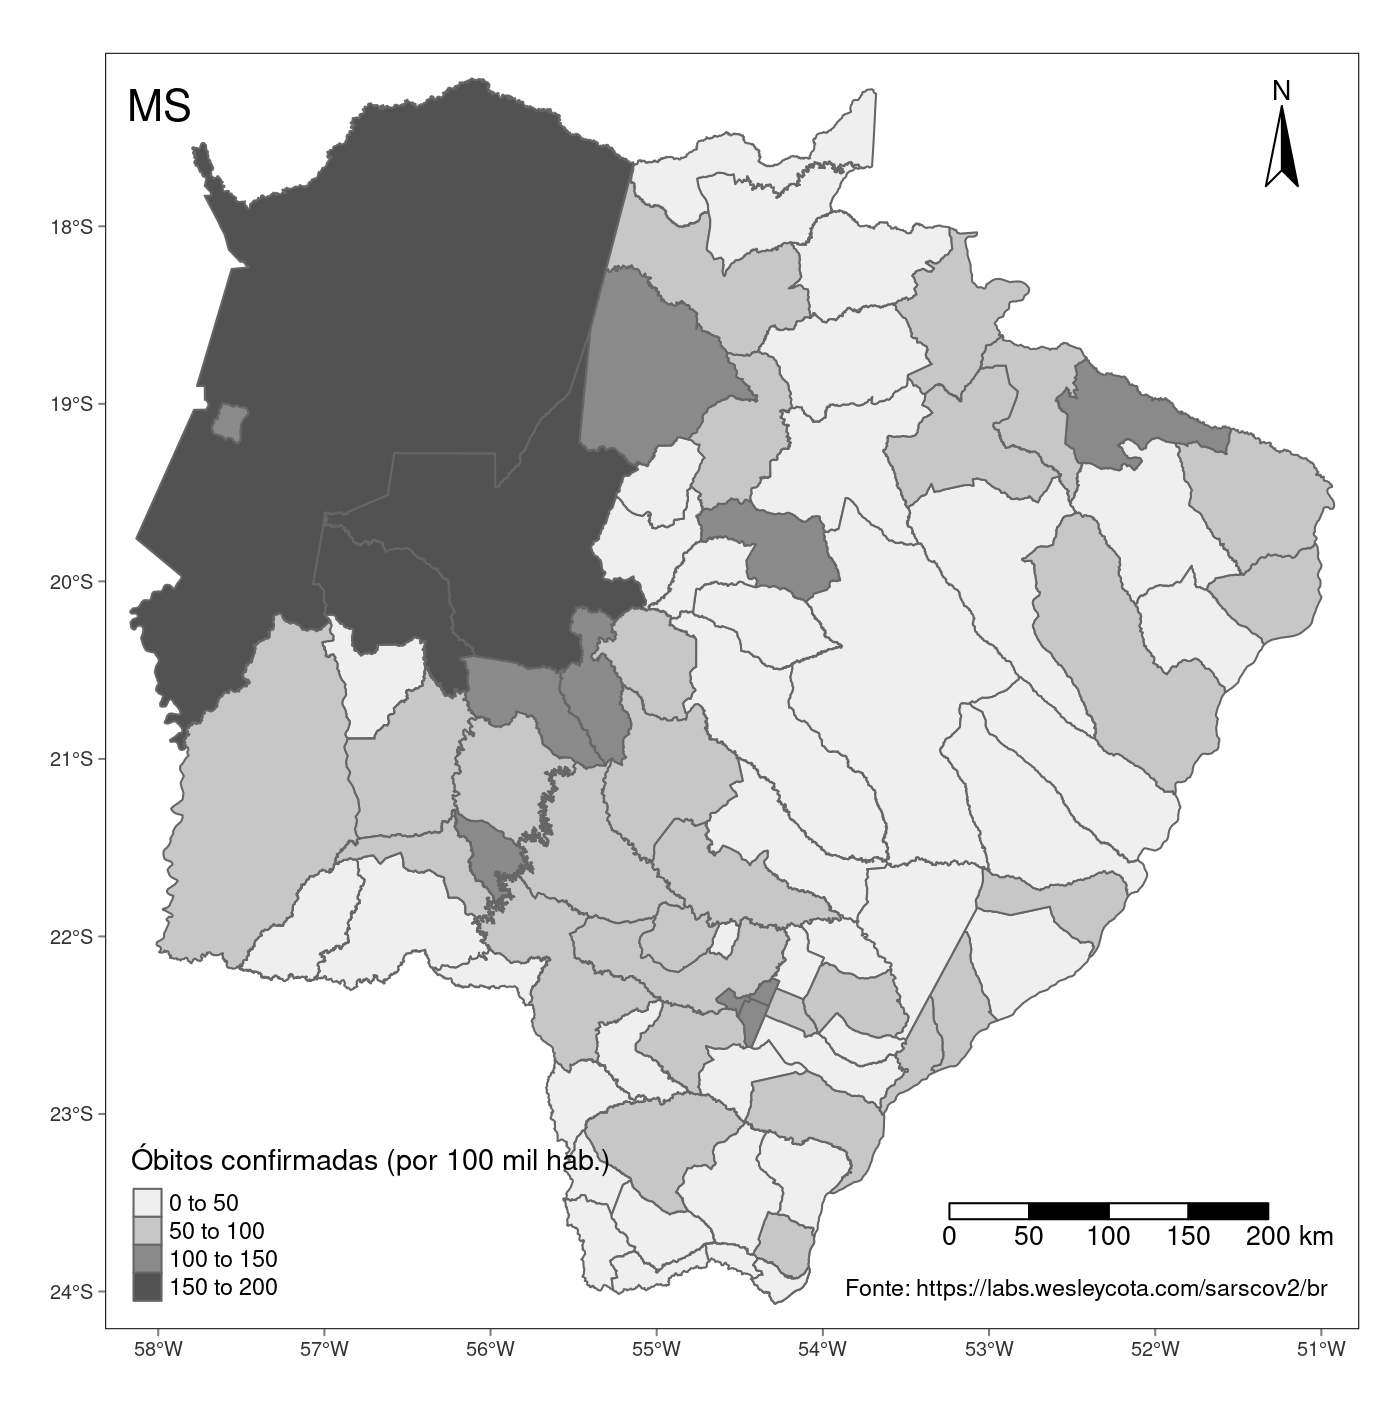 MS
N
18°S
19°S
20°S
21°S
22°S
23°S
24°S
Óbitos confirmadas (por 100 mil hab.)
0 to 50
50 to 100
100 to 150
150 to 200
0 50 100 150 200 km
Fonte: https://labs.wesleycota.com/sarscov2/br
58°W 57°W 56°W 55°W 54°W 53°W 52°W 51°W